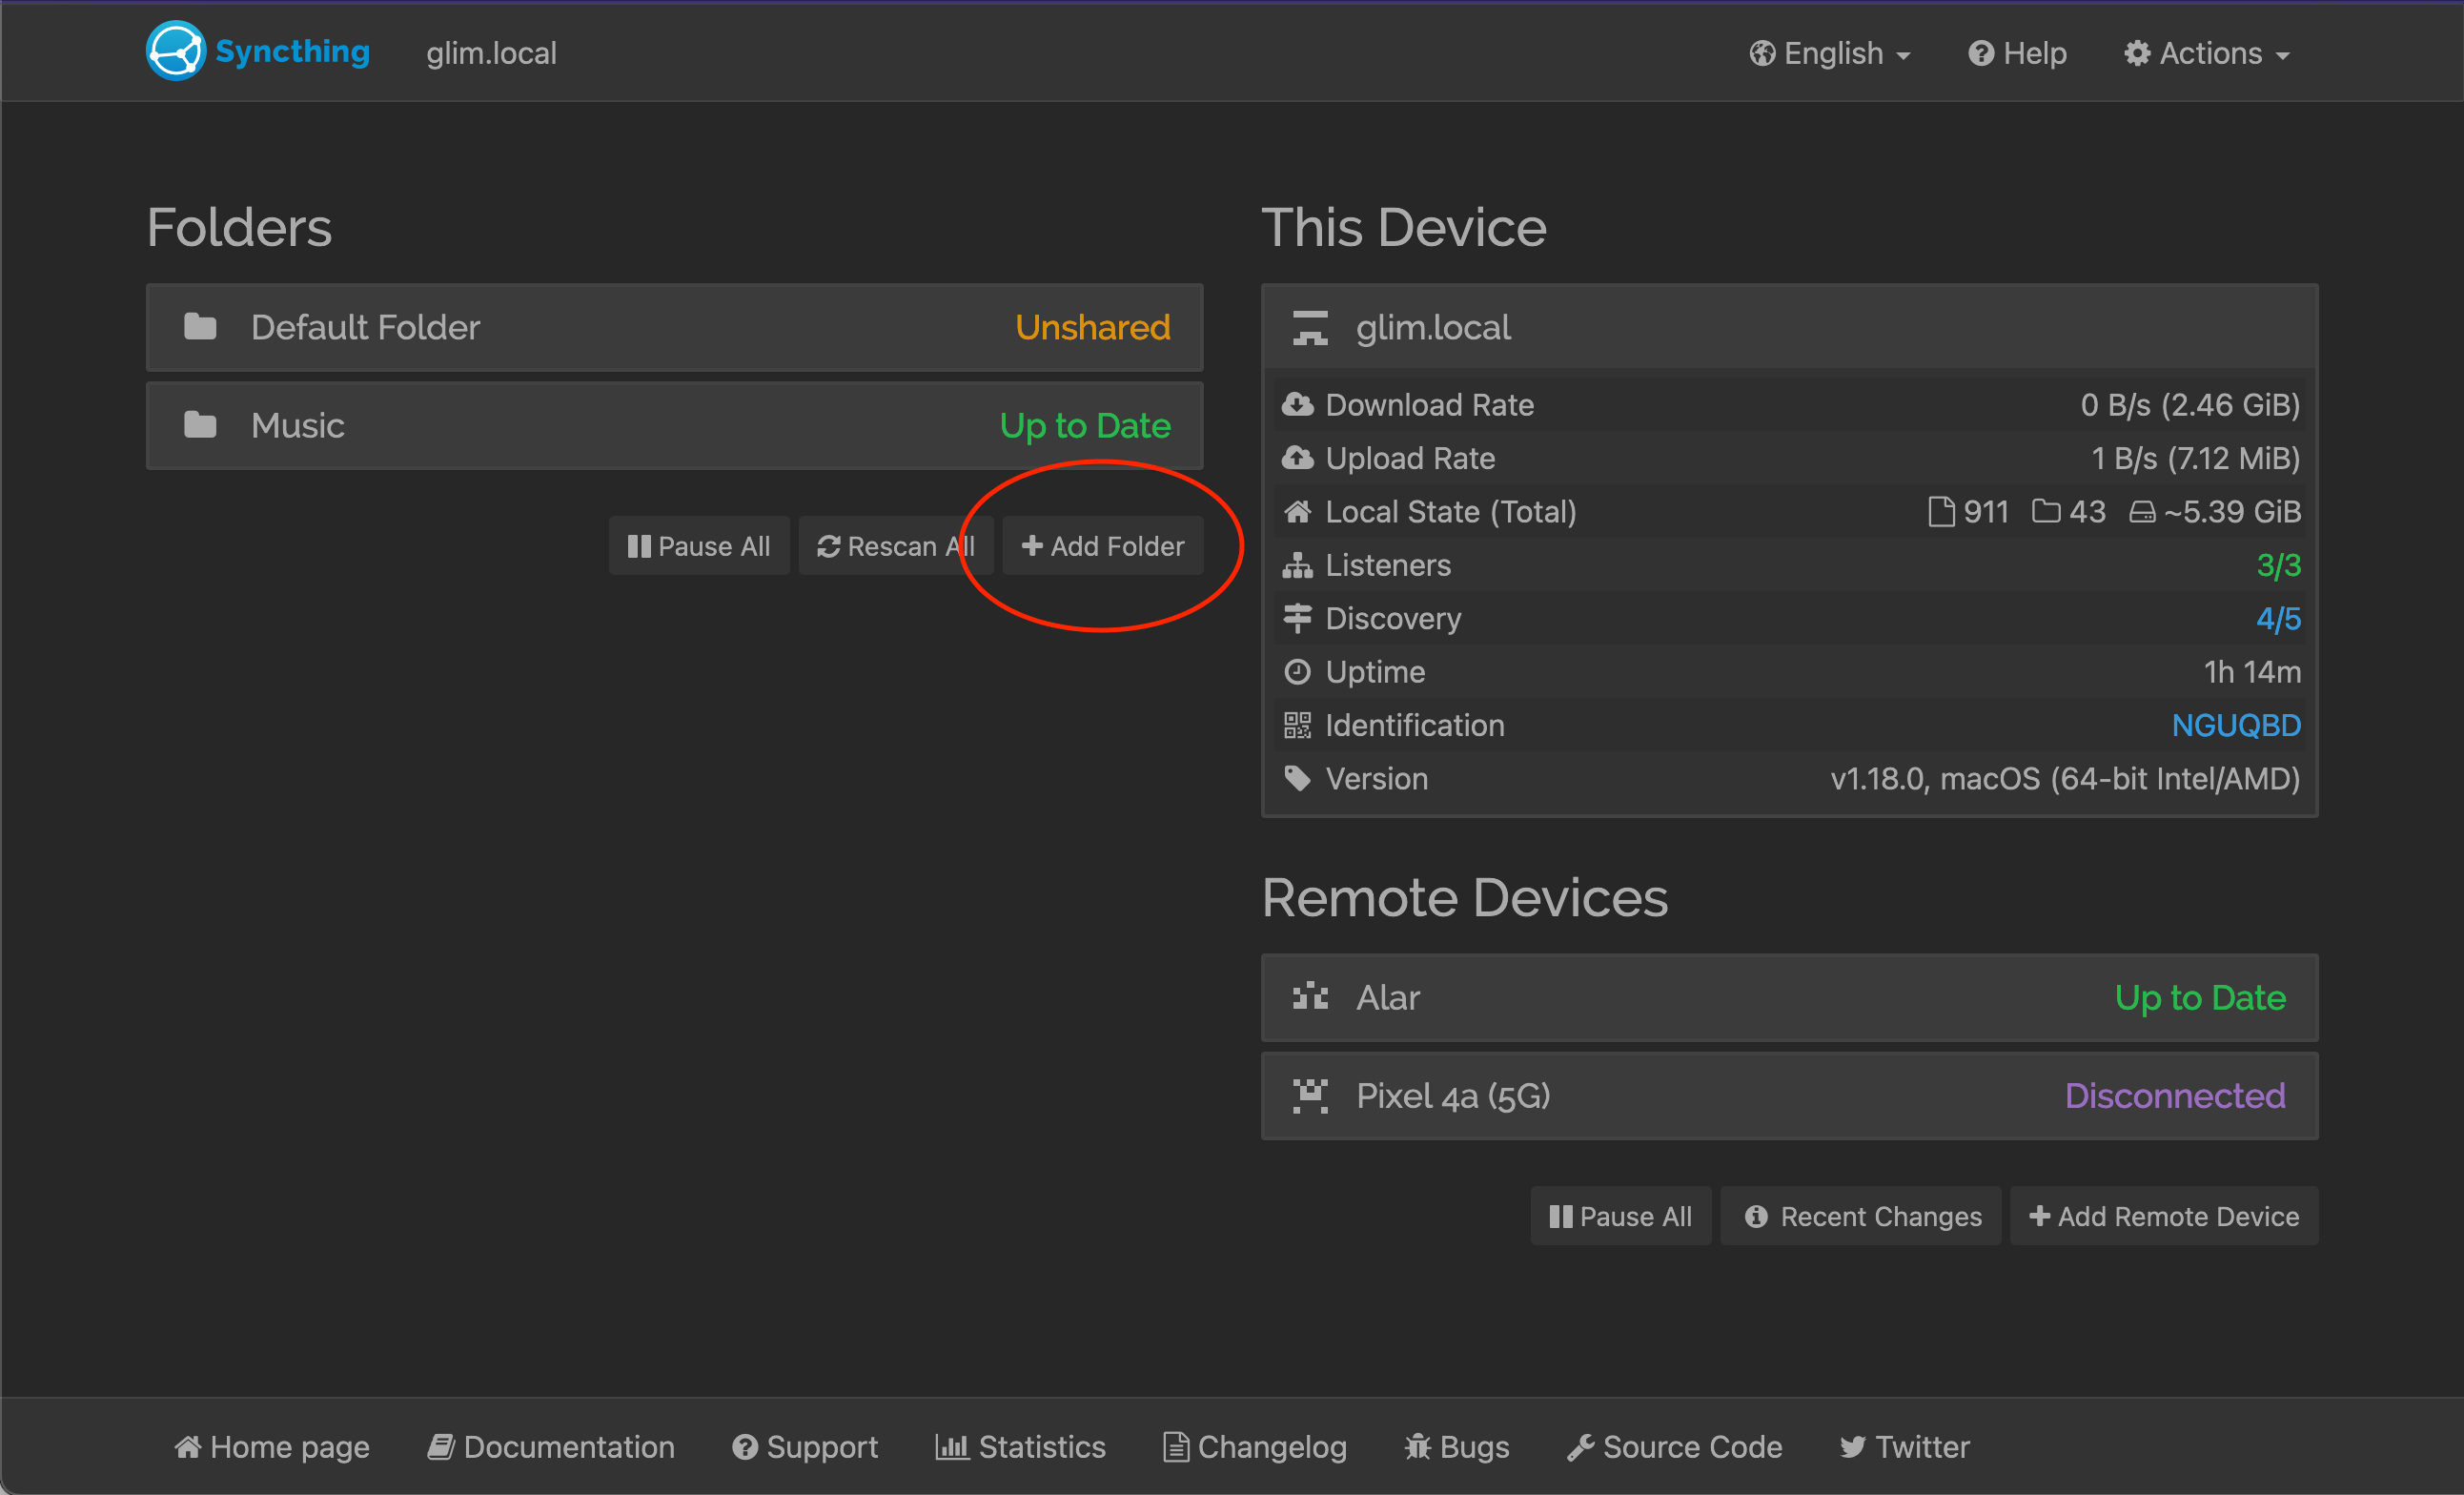 Syncthing glim.local English Help Actions
Folders
Default Folder Unshared
Music Up to Date
Pause All Rescan All Add Folder
This Device
glim.local
Download Rate 0 B/s (2.46 GiB)
Upload Rate 1 B/s (7.12 MiB)
Local State (Total) 911 43 ~5.39 GiB
Listeners 3/3
Discovery 4/5
Uptime 1h 14m
Identification NGUQBD
Version v1.18.0, macOS (64-bit Intel/AMD)
Remote Devices
Alar Up to Date
Pixel 4a (5G) Disconnected
Pause All Recent Changes Add Remote Device
Home page Documentation Support Statistics Changelog Bugs Source Code Twitter